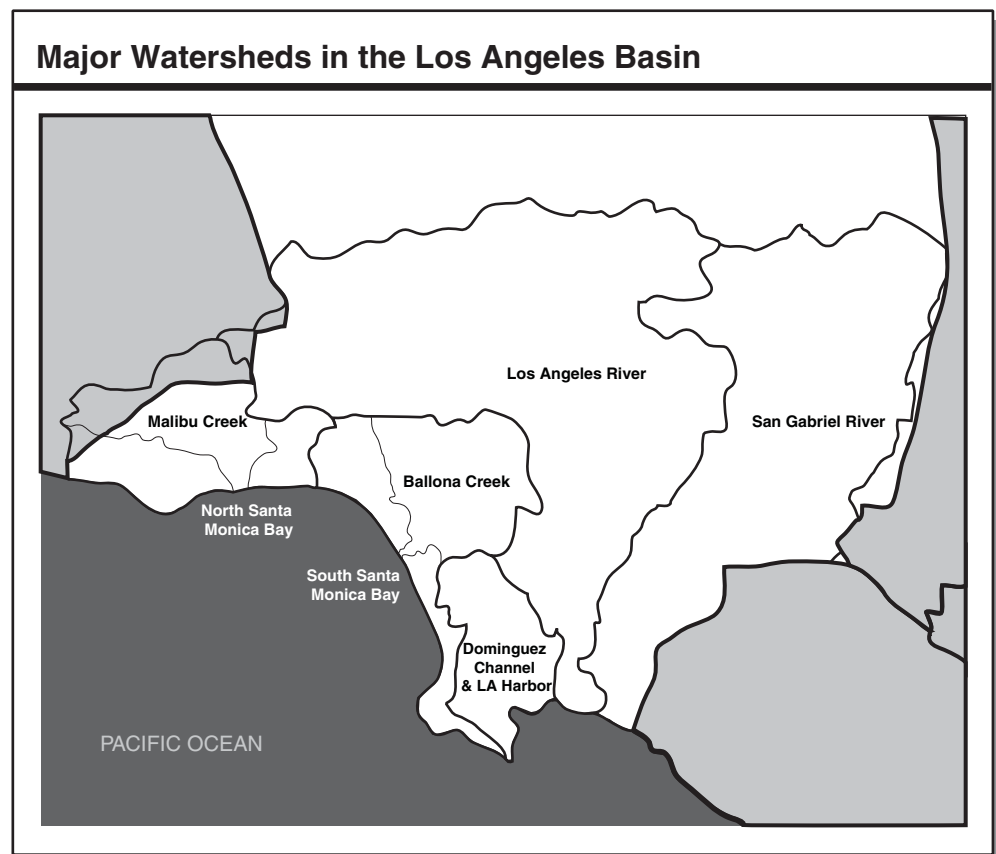 Major Watersheds in the Los Angeles Basin
Los Angeles River
Malibu Creek
San Gabriel River
Ballona Creek
North Santa
Monica Bay
South Santa
Monica Bay
Dominguez
Channel
& LA Harbor
PACIFIC OCEAN